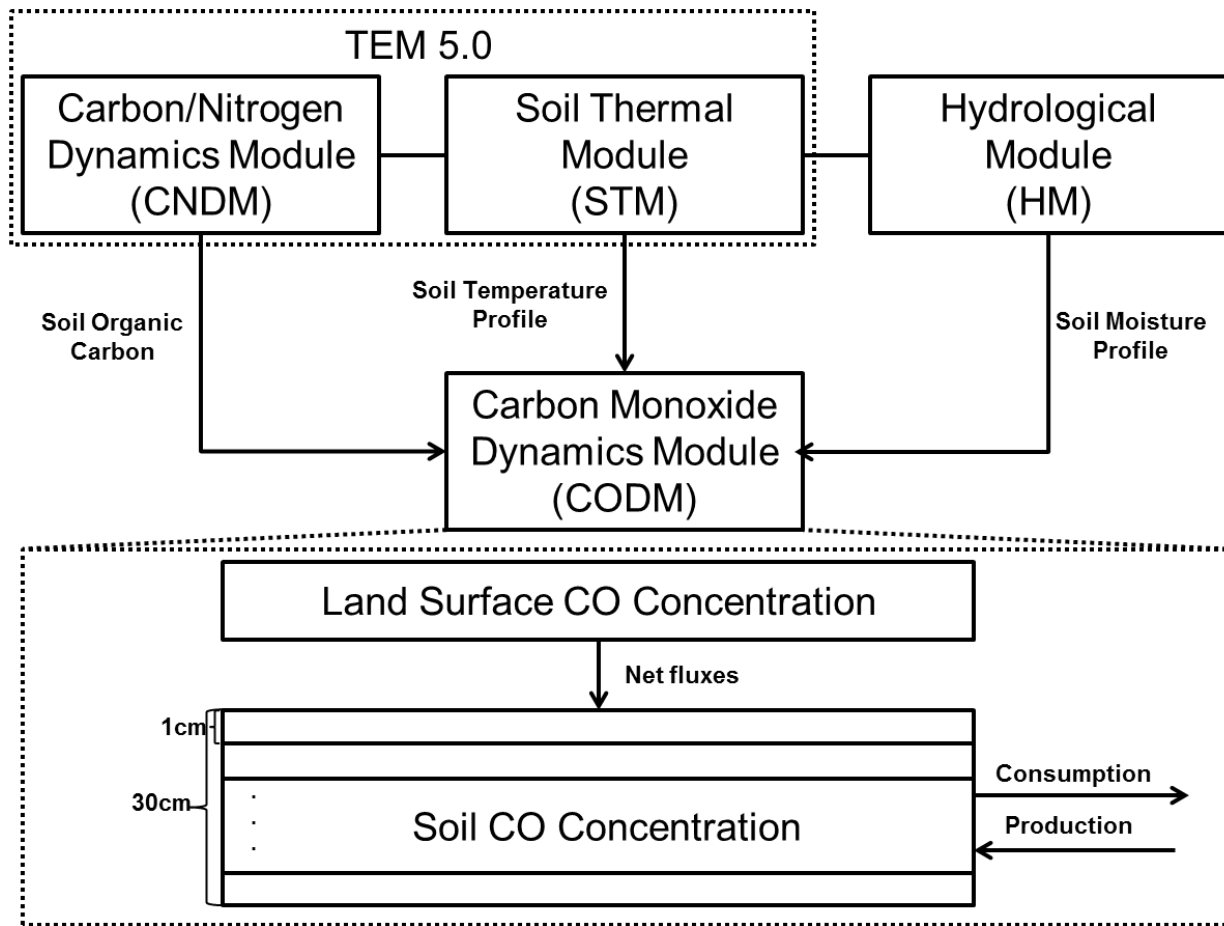 TEM 5.0
Carbon/Nitrogen
Dynamics Module
(CNDM)
Soil Thermal
Module
(STM)
Hydrological
Module
(HM)
Soil Organic
Carbon
Soil Temperature
Profile
Soil Moisture
Profile
Carbon Monoxide
Dynamics Module
(CODM)
Land Surface CO Concentration
Net fluxes
1cm
30cm
Soil CO Concentration
Consumption
Production